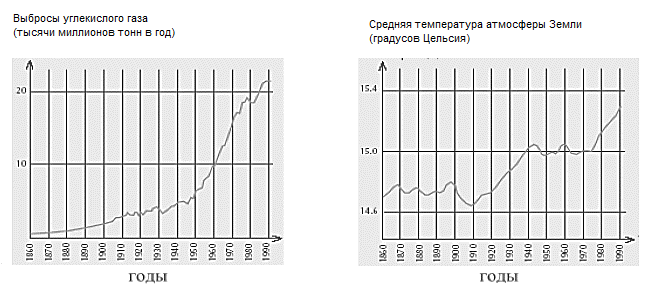 Выбросы углекислого газа
(тысячи миллионов тонн в год)
20
10
1860 1870 1880 1890 1900 1910 1920 1930 1940 1950 1960 1970 1980 1990
ГОДЫ
Средняя температура атмосферы Земли
(градусов Цельсия)
15.4
15.0
14.6
1860 1870 1880 1890 1900 1910 1920 1930 1940 1950 1960 1970 1980 1990
ГОДЫ